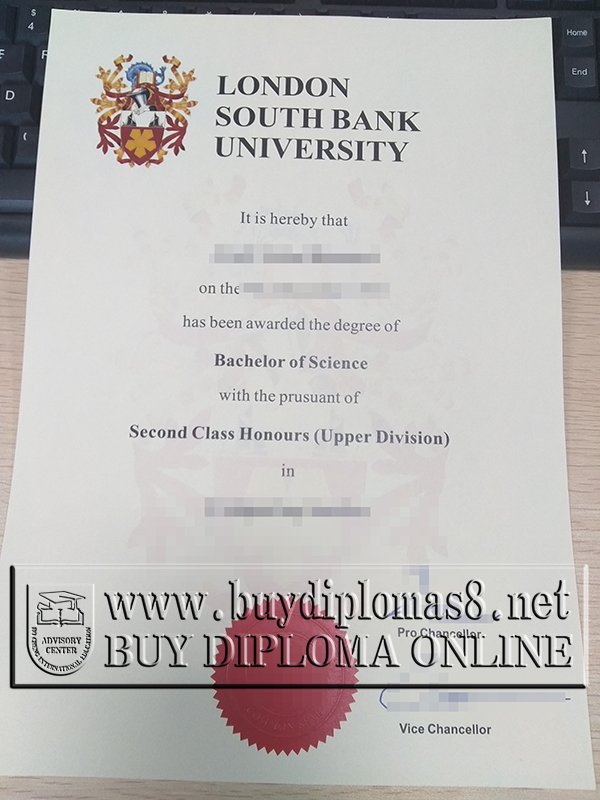 $
4
Home
End
F
D
C
LONDON
SOUTH BANK
UNIVERSITY
It is hereby that
on the
has been awarded the degree of
Bachelor of Science
with the prusuant of
Second Class Honours (Upper Division)
in
www.buydiplomas8.net
ADVISORY
CENTER
BUY DIPLOMA ONLINE
Pro Chancellor
Vice Chancellor